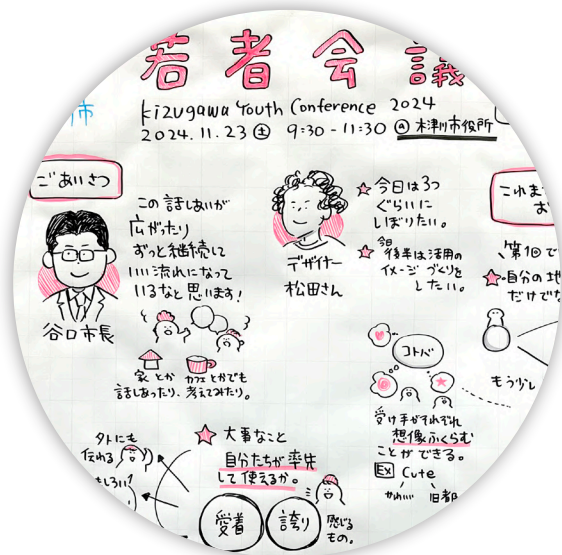 若者会議
市
Kizugawa Youth Conference 2024
2024.11.23 土 9:30-11:30 @木津川市役所
ごあいさつ
この話しあいが
広がったり
ずっと継続して
いい流れになって
いるなと思います!
谷口市長
家とか カフェとかでも
話しあったり、考えてみたり。
デザイナー
松田さん
☆今日は3つ
ぐらいに
しぼりたい。
☆今回
後半は活用の
イメージづくりを
したい。
これま
お
第1回で
☆自分の地
だけでな
もう少し
コトバ
受け手がそれぞれ
想像ふくらむ
ことができる。
Ex Cute
かわいい 旧都
外にも
伝わる
もしろい!
☆大事なこと
自分たちが率先
して使えるか。
愛着
誇り
感じる
もの。